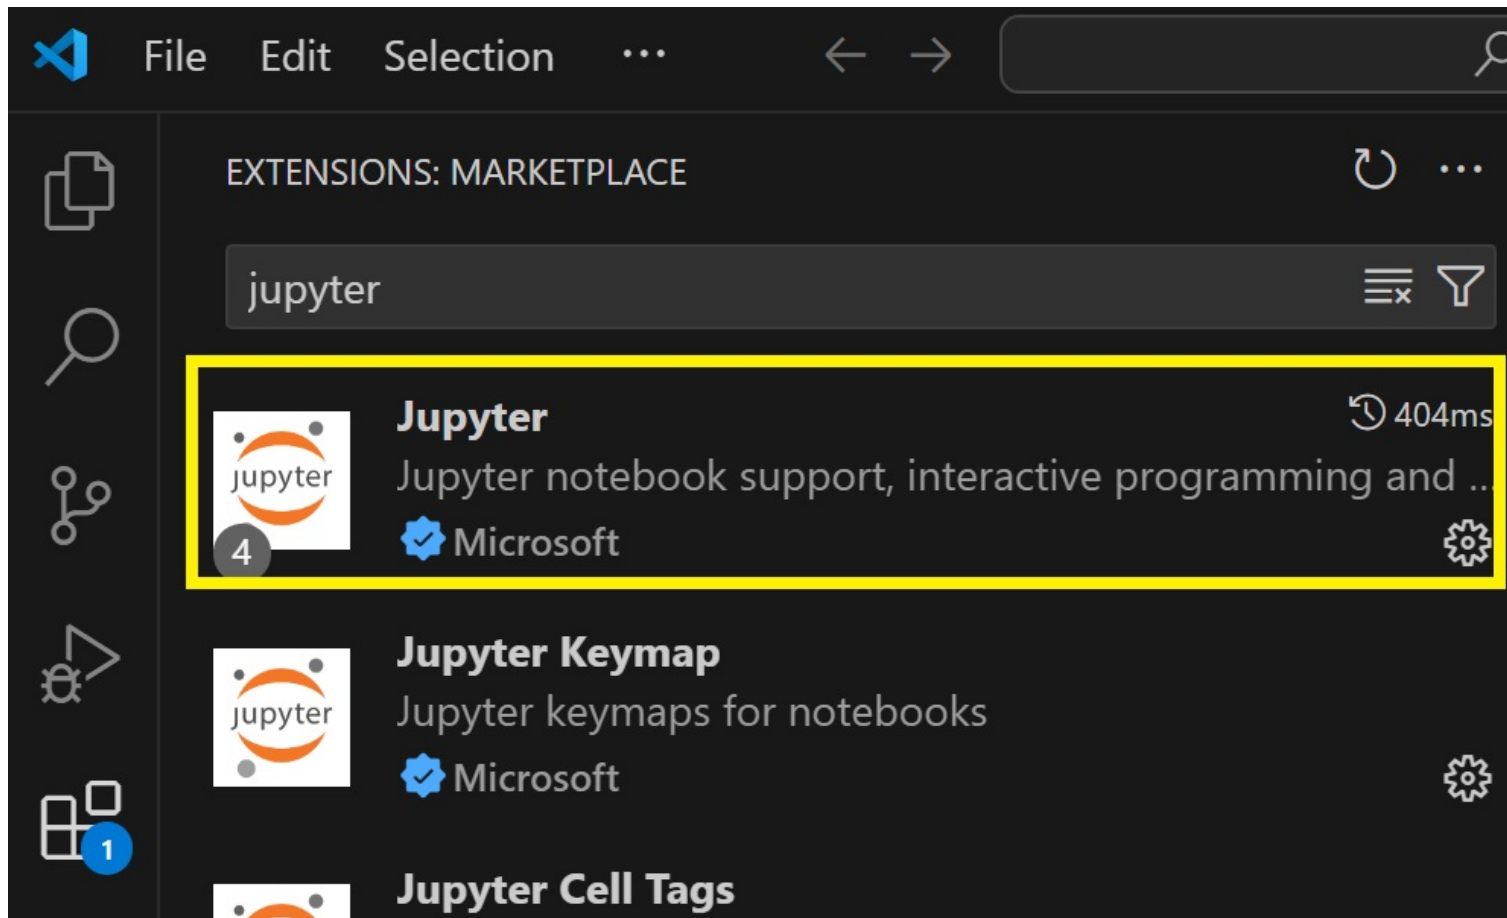 File Edit Selection ···
EXTENSIONS: MARKETPLACE
jupyter
Jupyter 404ms
Jupyter notebook support, interactive programming and ...
Microsoft
jupyter
4
Jupyter Keymap
Jupyter keymaps for notebooks
Microsoft
jupyter
1
Jupyter Cell Tags